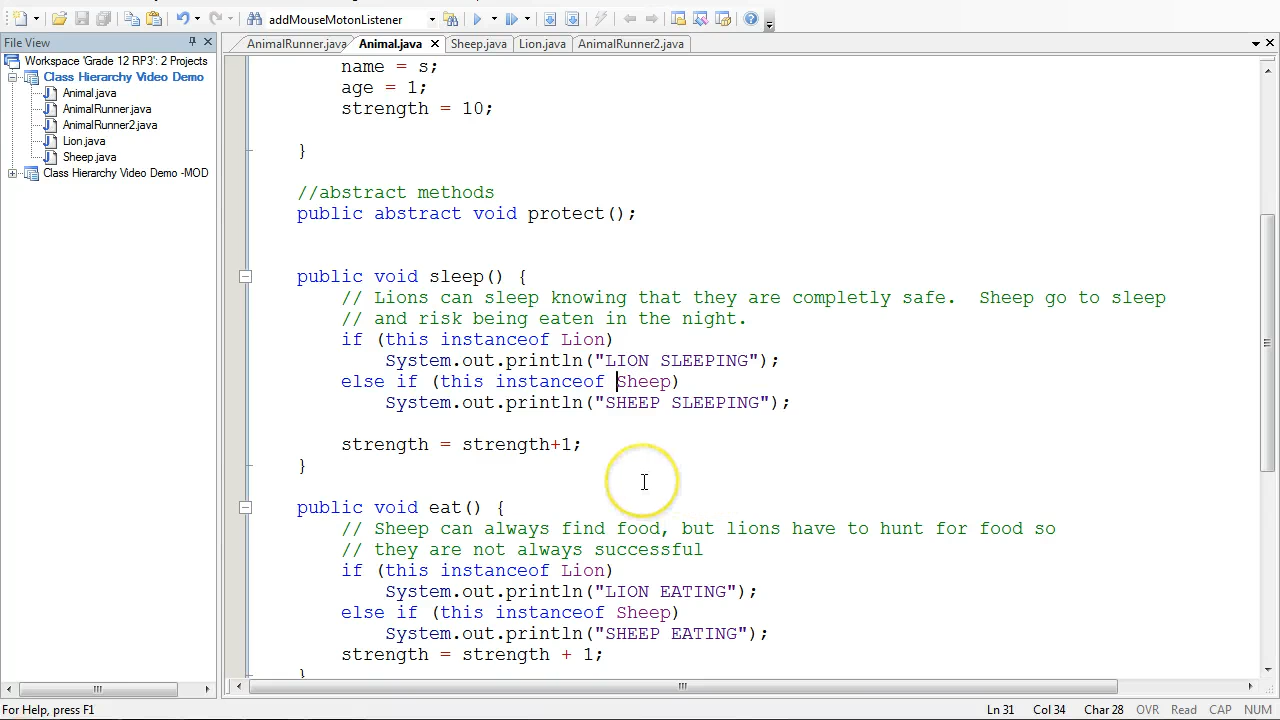 addMouseMotonListener
File View
AnimalRunner.java
Animal.java
Sheep.java
Lion.java
AnimalRunner2.java
Workspace 'Grade 12 RP3': 2 Projects
Class Hierarchy Video Demo
Animal.java
AnimalRunner.java
AnimalRunner2.java
Lion.java
Sheep.java
Class Hierarchy Video Demo -MOD
name = s;
age = 1;
strength = 10;
}
//abstract methods
public abstract void protect();
public void sleep() {
// Lions can sleep knowing that they are completly safe.  Sheep go to sleep
// and risk being eaten in the night.
if (this instanceof Lion)
System.out.println("LION SLEEPING");
else if (this instanceof Sheep)
System.out.println("SHEEP SLEEPING");
strength = strength+1;
}
public void eat() {
// Sheep can always find food, but lions have to hunt for food so
// they are not always successful
if (this instanceof Lion)
System.out.println("LION EATING");
else if (this instanceof Sheep)
System.out.println("SHEEP EATING");
strength = strength + 1;
}
For Help, press F1
Ln 31 Col 34 Char 28 OVR Read CAP NUM